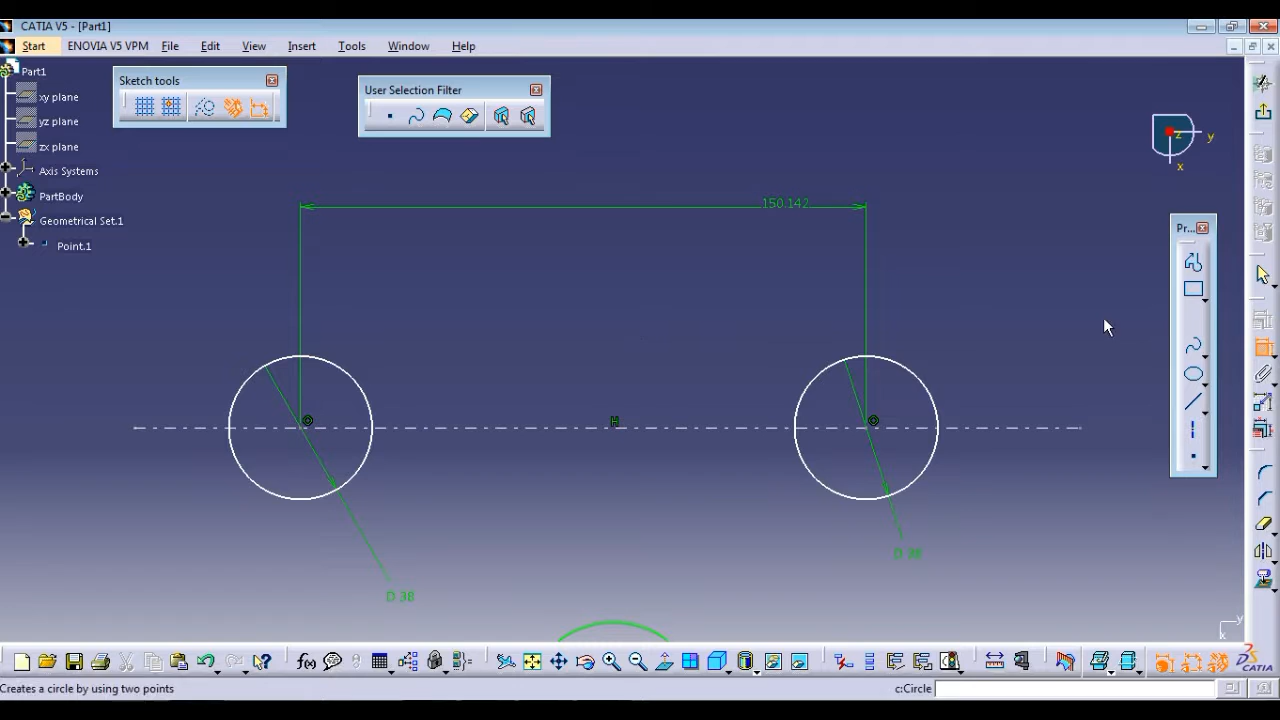 CATIA V5 - [Part1]
Start ENOVIA V5 VPM File Edit View Insert Tools Window Help
Part1
xy plane
yz plane
zx plane
Axis Systems
PartBody
Geometrical Set.1
Point.1
Sketch tools
User Selection Filter
z
y
x
Pr...
150.142
H
D 38
D 38
y
x
f(x)
CATIA
Creates a circle by using two points
c:Circle